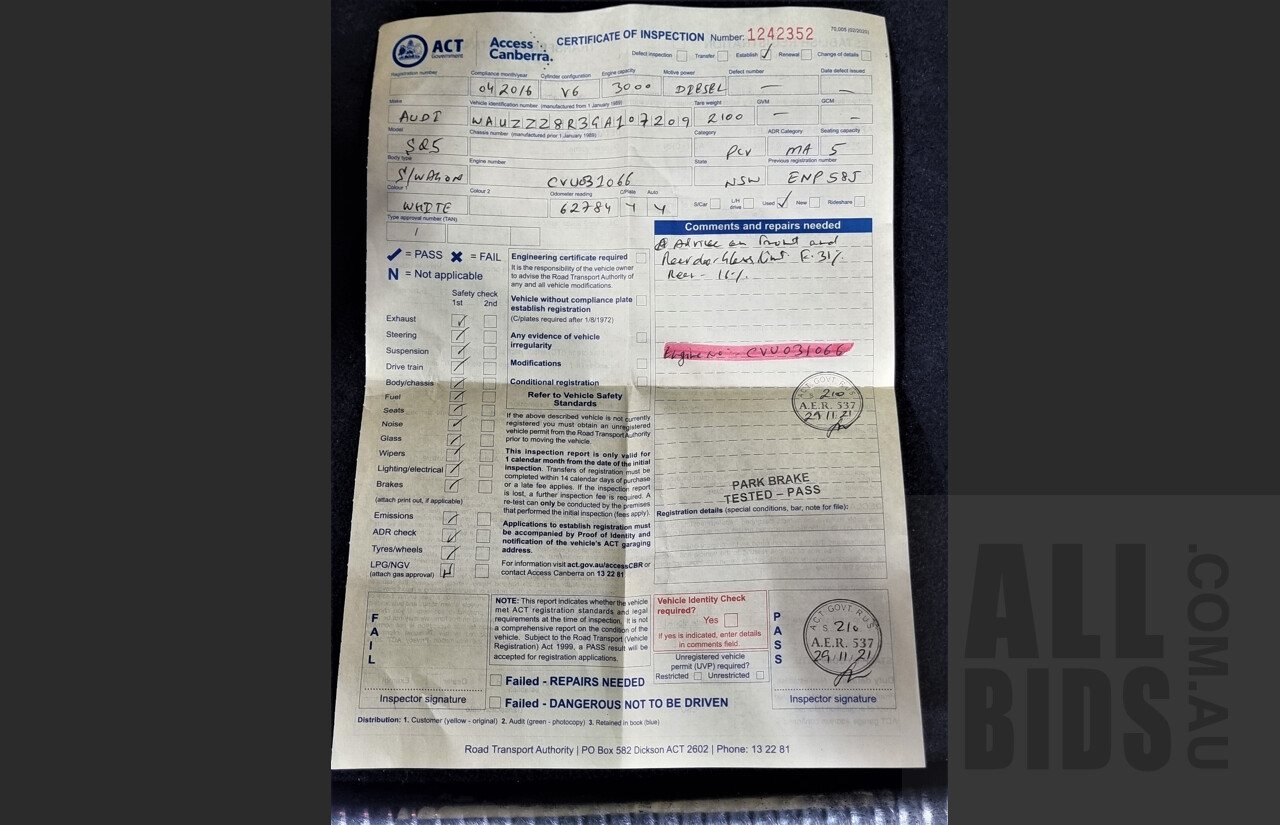 ACT Government
Access Canberra.
CERTIFICATE OF INSPECTION Number: 1242352
70,066 (03/2020)
Defect inspection Transfer Establish ✓ Renewal Change of details
Registration number Compliance month/year Cylinder configuration Engine capacity Motive power Defect number Date defect issued
04 2016 V6 3000 DIESEL — —
Make Vehicle identification number (manufactured from 1 January 1989) Tare weight GVM GCM
AUDI WAUZZZ8R3GA107209 2100 — —
Model Chassis number (manufactured prior 1 January 1989) Category ADR Category Seating capacity
SQ5 PCV MA 5
Body type Engine number State Previous registration number
S/WAGON CVU031066 NSW ENP58J
Colour 1 Colour 2 Odometer reading C/Plate Auto
WHITE 62784 Y Y
S/Car L/H drive Used ✓ New Rideshare
Type approval number (TAN)
Comments and repairs needed
Advise on Front and
Rear door Glass tint F-31%
Rear - 16%
Engine No - CVU031066
✓ = PASS ✖ = FAIL
N = Not applicable
Safety check
1st 2nd
Exhaust ✓
Steering ✓
Suspension ✓
Drive train ✓
Body/chassis ✓
Fuel ✓
Seats ✓
Noise ✓
Glass ✓
Wipers ✓
Lighting/electrical ✓
Brakes ✓
(attach print out, if applicable)
Emissions ✓
ADR check ✓
Tyres/wheels ✓
LPG/NGV N
(attach gas approval)
Engineering certificate required
It is the responsibility of the vehicle owner
to advise the Road Transport Authority of
any and all vehicle modifications.
Vehicle without compliance plate
establish registration
(C/plates required after 1/8/1972)
Any evidence of vehicle
irregularity
Modifications
Conditional registration
Refer to Vehicle Safety
Standards
If the above described vehicle is not currently
registered you must obtain an unregistered
vehicle permit from the Road Transport Authority
prior to moving the vehicle.
This inspection report is only valid for
1 calendar month from the date of the initial
inspection. Transfers of registration must be
completed within 14 calendar days of purchase
or a late fee applies. If the inspection report
is lost, a further inspection fee is required. A
re-test can only be conducted by the premises
that performed the initial inspection (fees apply).
Applications to establish registration must
be accompanied by Proof of Identity and
notification of the vehicle's ACT garaging
address.
For information visit act.gov.au/accessCBR or
contact Access Canberra on 13 22 81
ACT GOVT RUS
S 210
A.E.R. 537
29/11/21
PARK BRAKE
TESTED – PASS
Registration details (special conditions, bar, note for file):
FAIL
Inspector signature
NOTE: This report indicates whether the vehicle
met ACT registration standards and legal
requirements at the time of inspection. It is not
a comprehensive report on the condition of the
vehicle. Subject to the Road Transport (Vehicle
Registration) Act 1999, a PASS result will be
accepted for registration applications.
Vehicle Identity Check
required?
Yes
If yes is indicated, enter details
in comments field.
Unregistered vehicle
permit (UVP) required?
Restricted Unrestricted
PASS
ACT GOVT RUS
S 210
A.E.R. 537
29/11/21
Inspector signature
Failed - REPAIRS NEEDED
Failed - DANGEROUS NOT TO BE DRIVEN
Distribution: 1. Customer (yellow - original) 2. Audit (green - photocopy) 3. Retained in book (blue)
Road Transport Authority | PO Box 582 Dickson ACT 2602 | Phone: 13 22 81
ALL
BIDS
.COM.AU